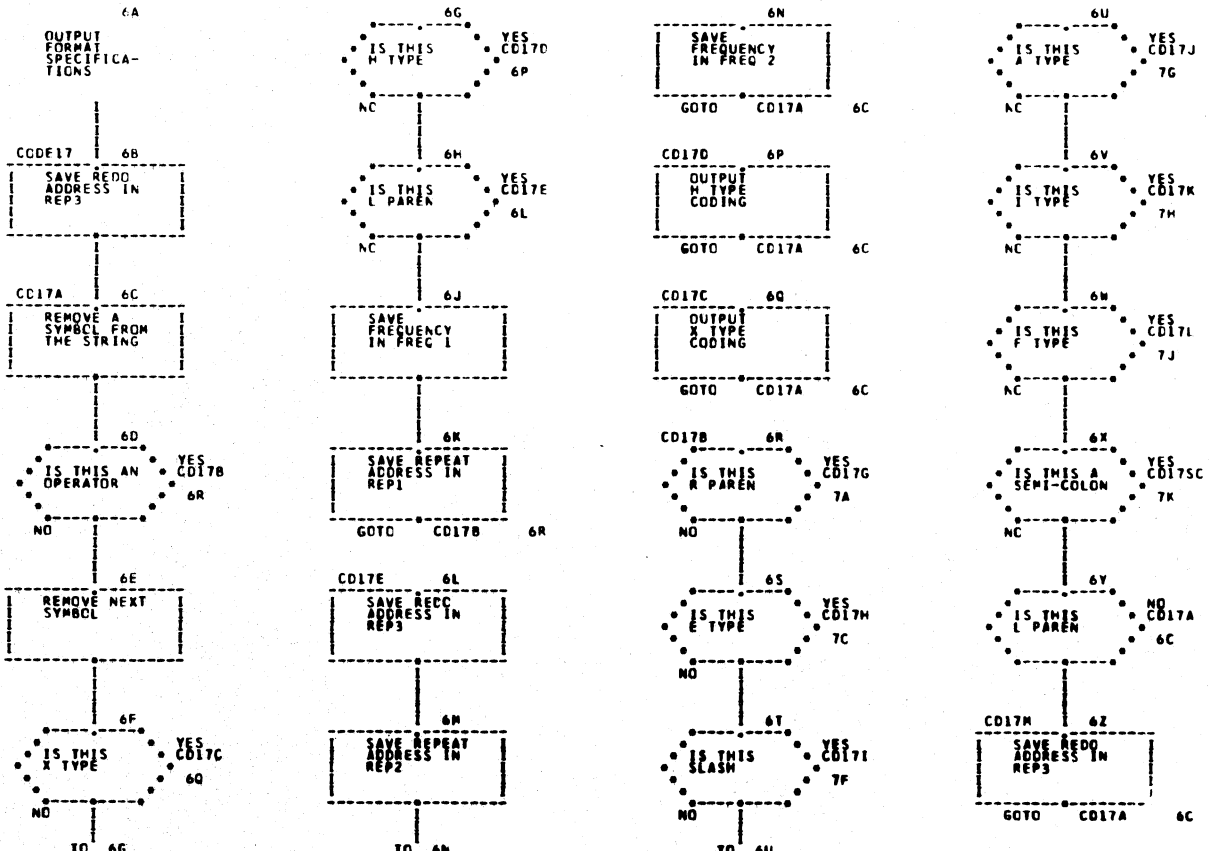 6A
OUTPUT
FORMAT
SPECIFICA-
TIONS
CODE17 6B
SAVE REDO
ADDRESS IN
REP3
CD17A 6C
REMOVE A
SYMBOL FROM
THE STRING
6D
IS THIS AN
OPERATOR
YES
CD17B
6R
NO
6E
REMOVE NEXT
SYMBOL
6F
IS THIS
X TYPE
YES
CD17C
6Q
NO
TO 6G
6G
IS THIS
H TYPE
YES
CD17D
6P
NO
6H
IS THIS
L PAREN
YES
CD17E
6L
NO
6J
SAVE
FREQUENCY
IN FREQ 1
6K
SAVE REPEAT
ADDRESS IN
REP1
GOTO CD17B 6R
CD17E 6L
SAVE REDO
ADDRESS IN
REP3
6M
SAVE REPEAT
ADDRESS IN
REP2
TO 6N
6N
SAVE
FREQUENCY
IN FREQ 2
GOTO CD17A 6C
CD17D 6P
OUTPUT
H TYPE
CODING
GOTO CD17A 6C
CD17C 6Q
OUTPUT
X TYPE
CODING
GOTO CD17A 6C
CD17B 6R
IS THIS
R PAREN
YES
CD17G
7A
NO
6S
IS THIS
E TYPE
YES
CD17H
7C
NO
6T
IS THIS
SLASH
YES
CD17I
7F
NO
TO 6U
6U
IS THIS
A TYPE
YES
CD17J
7G
NO
6V
IS THIS
I TYPE
YES
CD17K
7H
NO
6W
IS THIS
F TYPE
YES
CD17L
7J
NO
6X
IS THIS A
SEMI-COLON
YES
CD17SC
7K
NO
6Y
IS THIS
L PAREN
NO
CD17A
6C
CD17M 6Z
SAVE REDO
ADDRESS IN
REP3
GOTO CD17A 6C